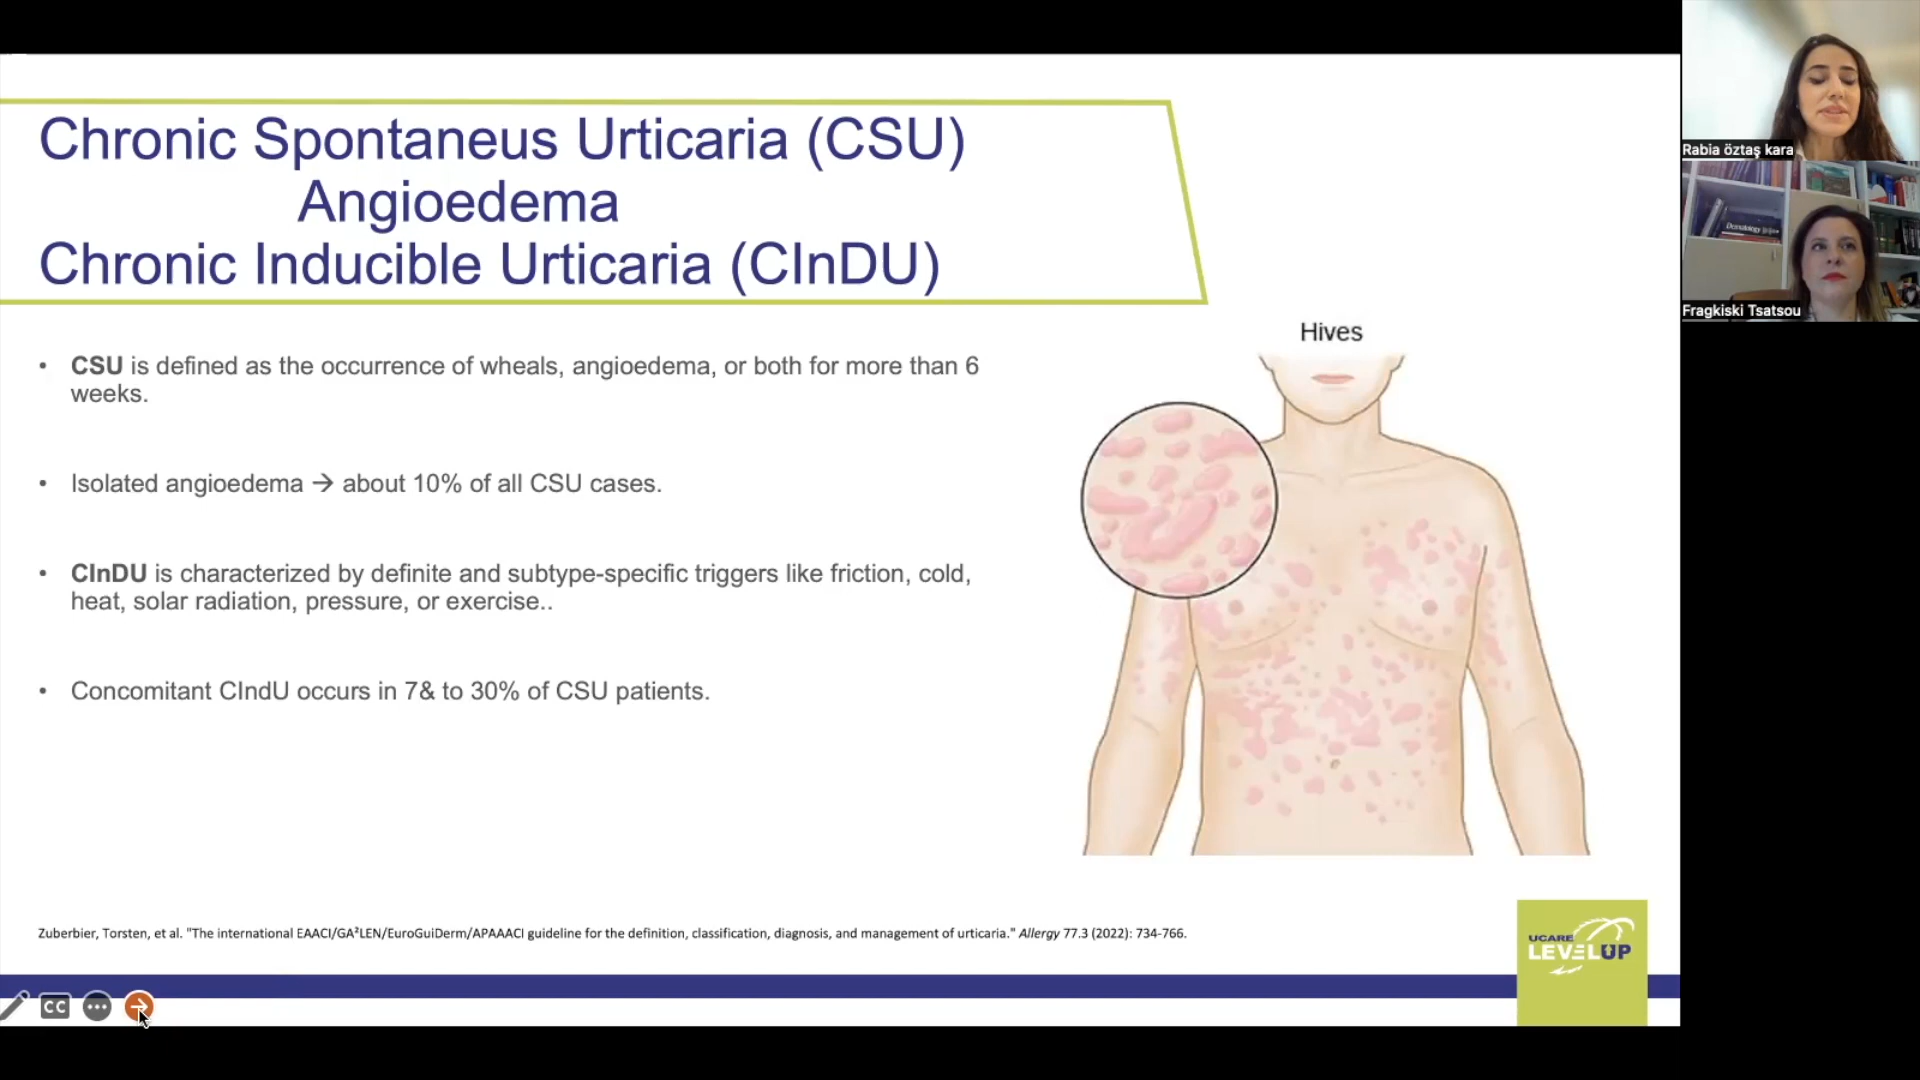 Chronic Spontaneus Urticaria (CSU)
Angioedema
Chronic Inducible Urticaria (CInDU)
• CSU is defined as the occurrence of wheals, angioedema, or both for more than 6
weeks.
• Isolated angioedema → about 10% of all CSU cases.
• CInDU is characterized by definite and subtype-specific triggers like friction, cold,
heat, solar radiation, pressure, or exercise..
• Concomitant CIndU occurs in 7& to 30% of CSU patients.
Hives
Zuberbier, Torsten, et al. "The international EAACI/GA²LEN/EuroGuiDerm/APAAACI guideline for the definition, classification, diagnosis, and management of urticaria." Allergy 77.3 (2022): 734-766.
UCARE
LEVELUP
CC
Rabia öztaş kara
Dermatology
Fragkiski Tsatsou